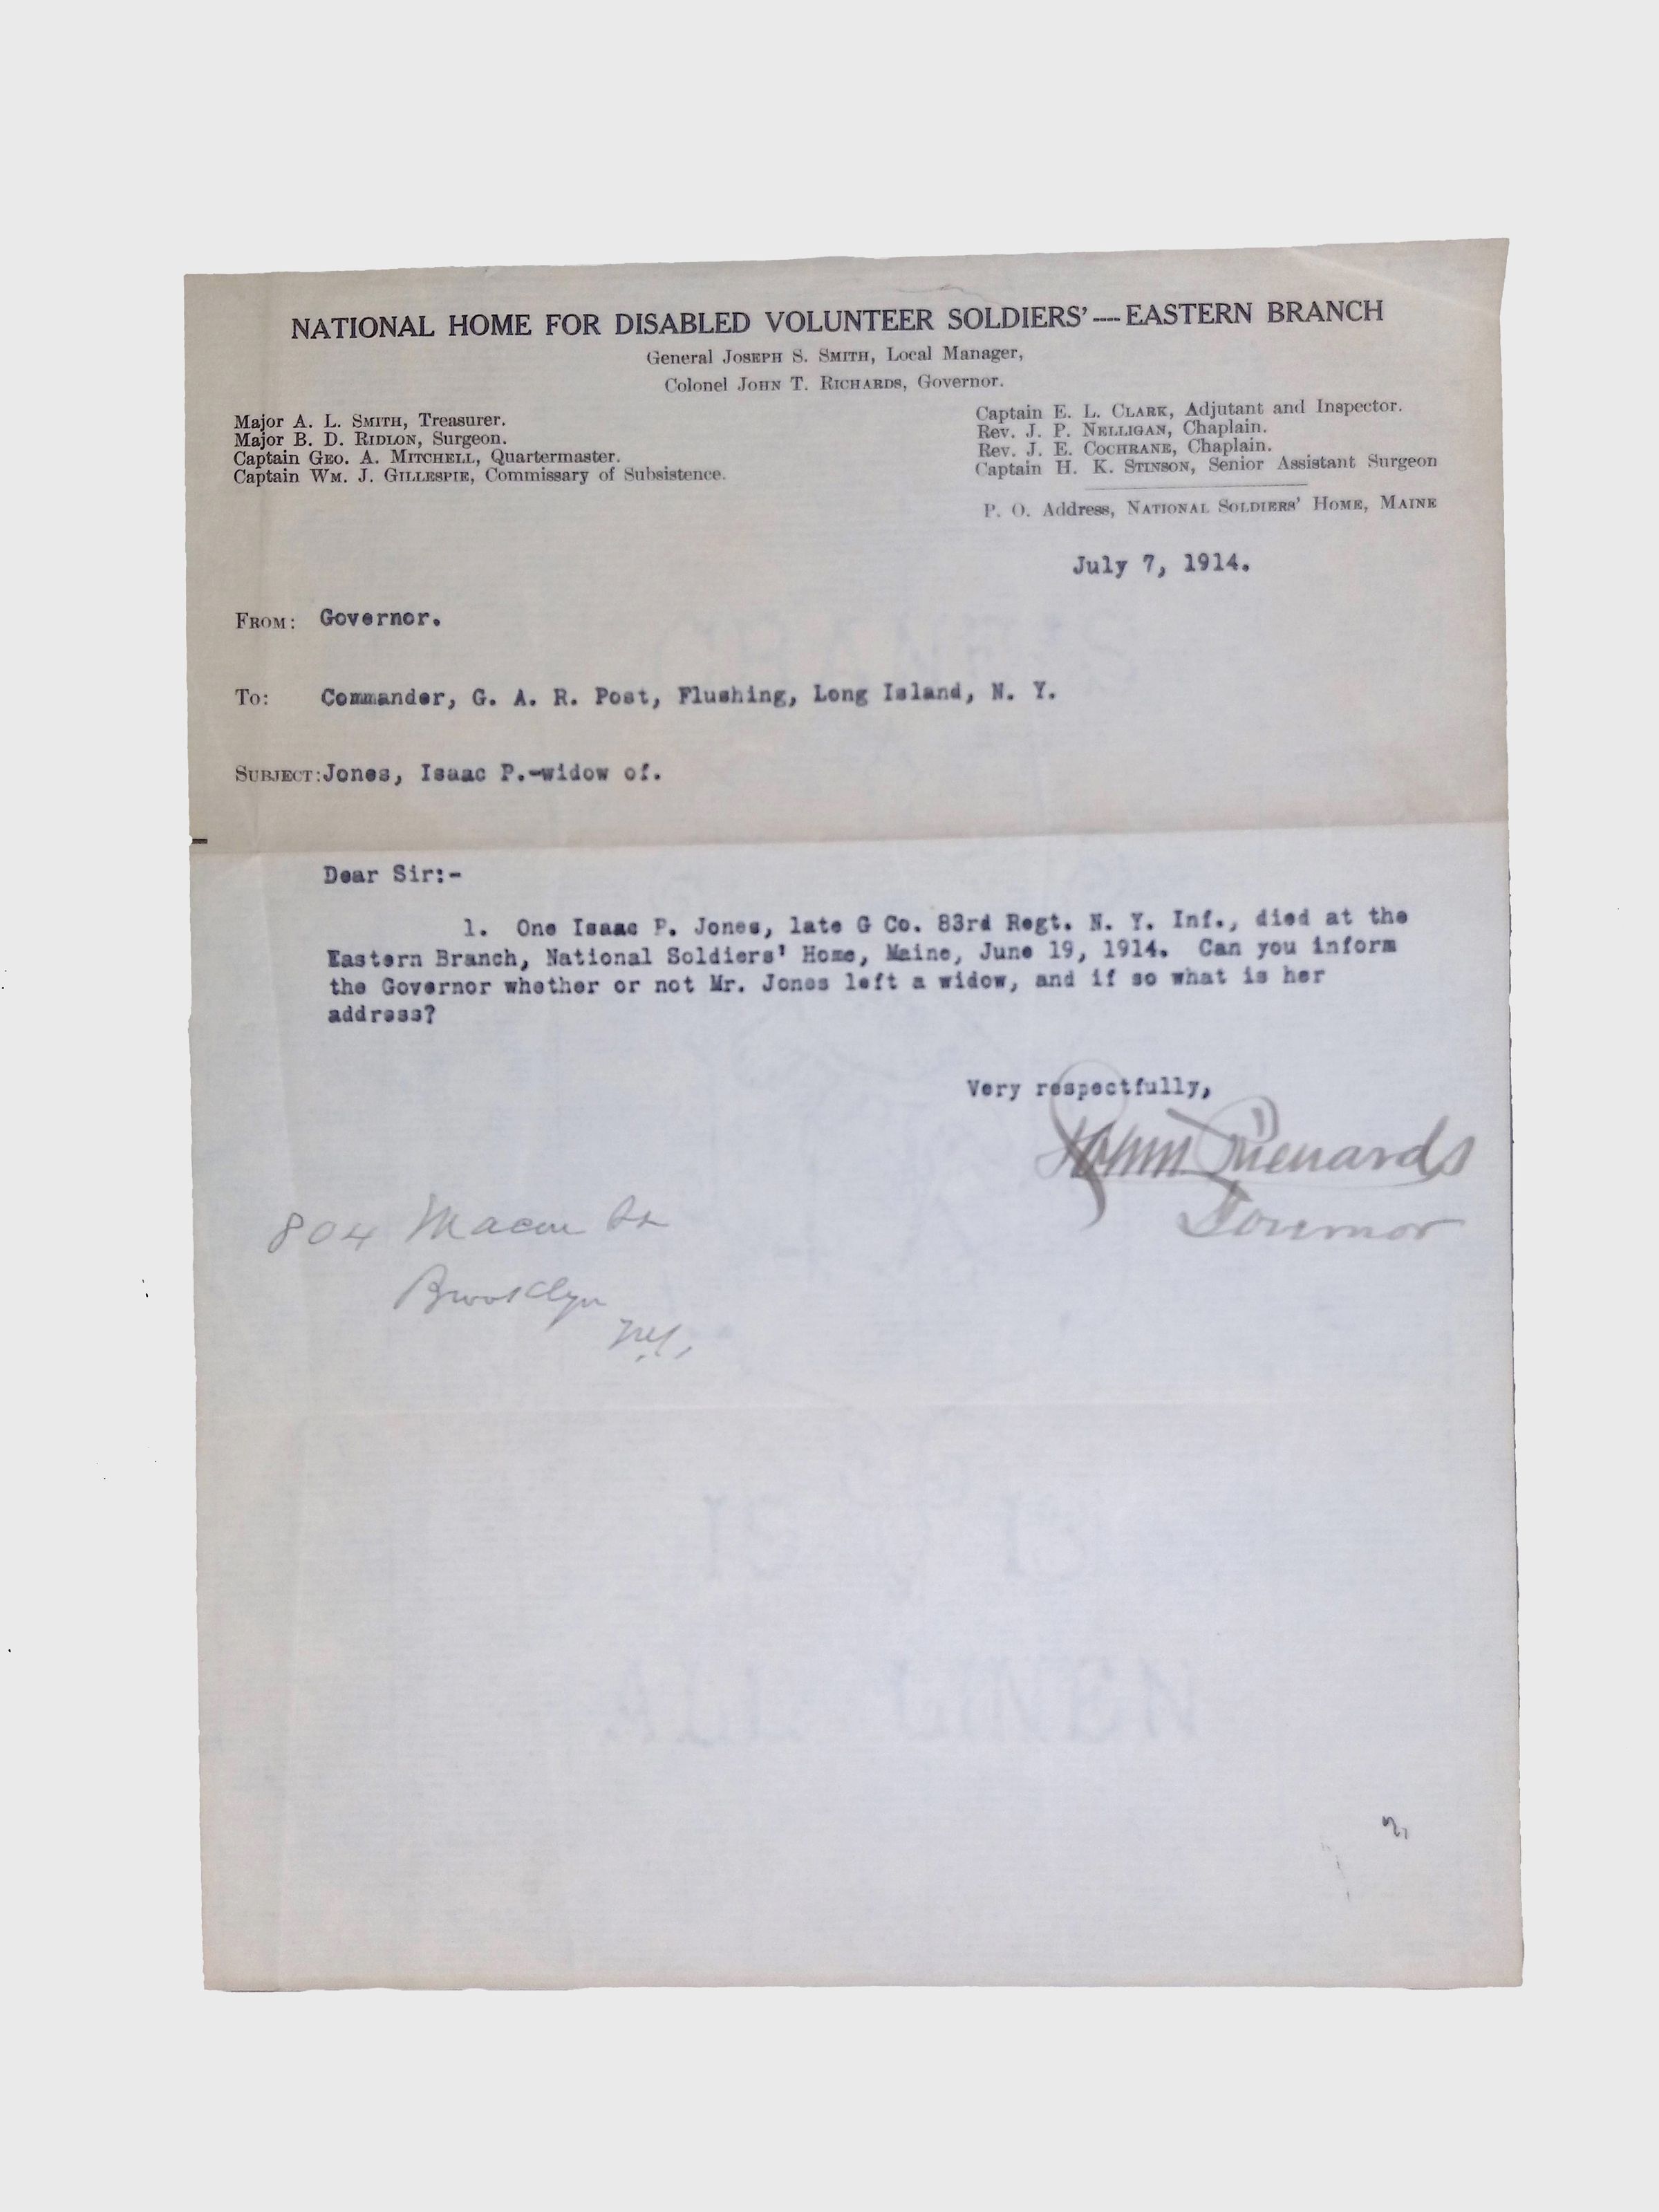 NATIONAL HOME FOR DISABLED VOLUNTEER SOLDIERS'—EASTERN BRANCH
General JOSEPH S. SMITH, Local Manager,
Colonel JOHN T. RICHARDS, Governor.
Major A. L. SMITH, Treasurer.
Major B. D. RIDLON, Surgeon.
Captain GEO. A. MITCHELL, Quartermaster.
Captain WM. J. GILLESPIE, Commissary of Subsistence.
Captain E. L. CLARK, Adjutant and Inspector.
Rev. J. P. NELLIGAN, Chaplain.
Rev. J. E. COCHRANE, Chaplain.
Captain H. K. STINSON, Senior Assistant Surgeon
P. O. Address, NATIONAL SOLDIERS' HOME, MAINE
July 7, 1914.
FROM: Governor.
To: Commander, G. A. R. Post, Flushing, Long Island, N. Y.
SUBJECT: Jones, Isaac P.-widow of.
Dear Sir:-
1. One Isaac P. Jones, late G Co. 83rd Regt. N. Y. Inf., died at the
Eastern Branch, National Soldiers' Home, Maine, June 19, 1914. Can you inform
the Governor whether or not Mr. Jones left a widow, and if so what is her
address?
Very respectfully,
John T Richards
Governor
804 Macon St
Brooklyn
N.Y.